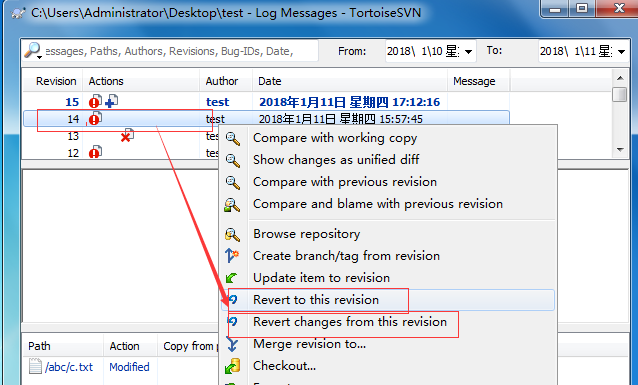 C:\Users\Administrator\Desktop\test - Log Messages - TortoiseSVN
essages, Paths, Authors, Revisions, Bug-IDs, Date, From: 2018\ 1\10 星 To: 2018\ 1\11 星
Revision Actions Author Date Message
15 test 2018年1月11日 星期四 17:12:16
14 test 2018年1月11日 星期四 15:57:45
13 tes
12 tes
Compare with working copy
Show changes as unified diff
Compare with previous revision
Compare and blame with previous revision
Browse repository
Create branch/tag from revision
Update item to revision
Revert to this revision
Revert changes from this revision
Merge revision to...
Checkout...
Path Action Copy from p
/abc/c.txt Modified